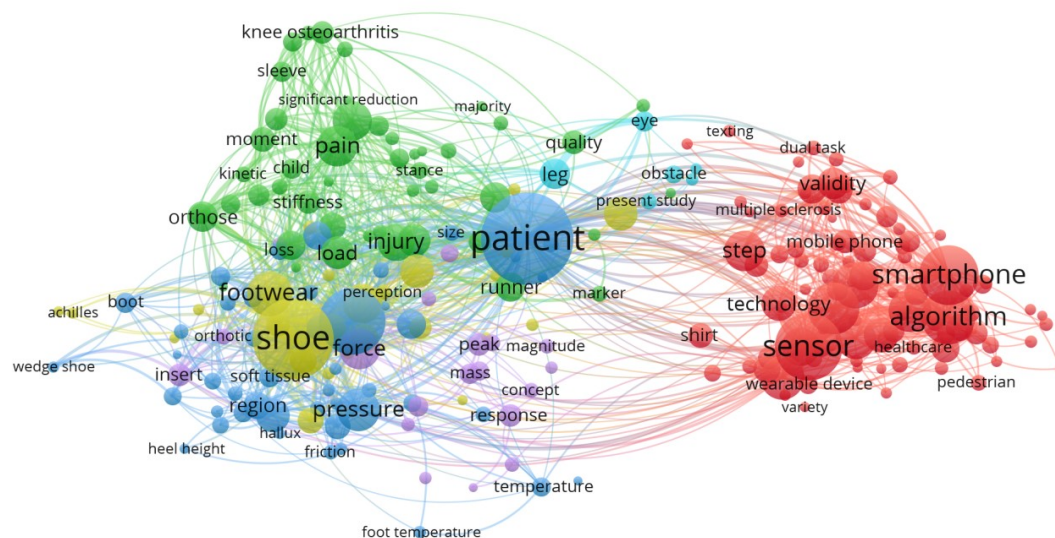 knee osteoarthritis
sleeve
significant reduction
majority
eye
texting
moment
pain
quality
dual task
kinetic
child
stance
leg
obstacle
validity
orthose
stiffness
present study
multiple sclerosis
loss
load
injury
size
patient
step
mobile phone
footwear
perception
runner
marker
technology
smartphone
boot
achilles
orthotic
shoe
force
peak
magnitude
shirt
sensor
algorithm
healthcare
wedge shoe
insert
soft tissue
mass
concept
wearable device
pedestrian
region
pressure
response
variety
hallux
heel height
friction
temperature
foot temperature